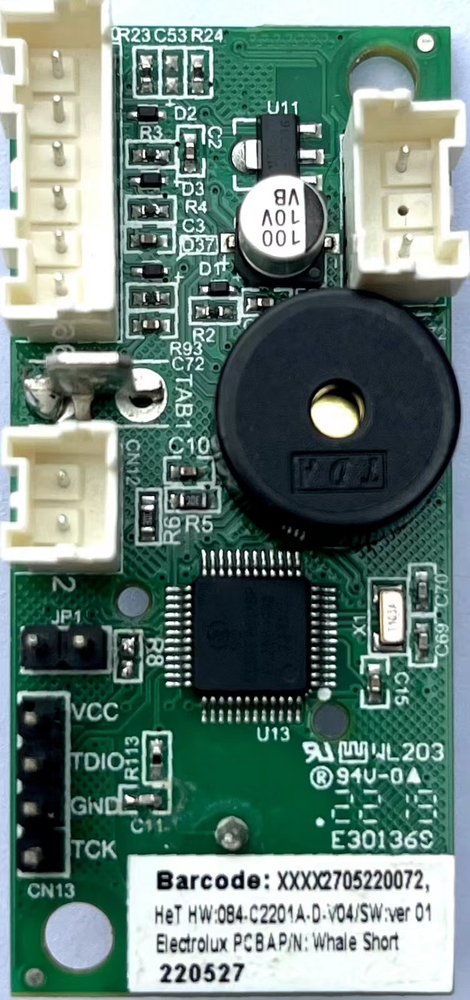 R23 C53 R24
D2
U11
R3
C2
D3
R4
C3
D37
D1
100
10V
VB
R2
R93
C72
TAB1
CN12
C10
TDA
R5
R6
2
JP1
R8
X1
C70
C69
C15
U13
VCC
TDIO
R113
GND
C11
TCK
CN13
WL203
® 94V-0
E301369
Barcode: XXXX2705220072,
HeT HW:084-C2201A-D-V04/SW:ver 01
Electrolux PCBAP/N: Whale Short
220527